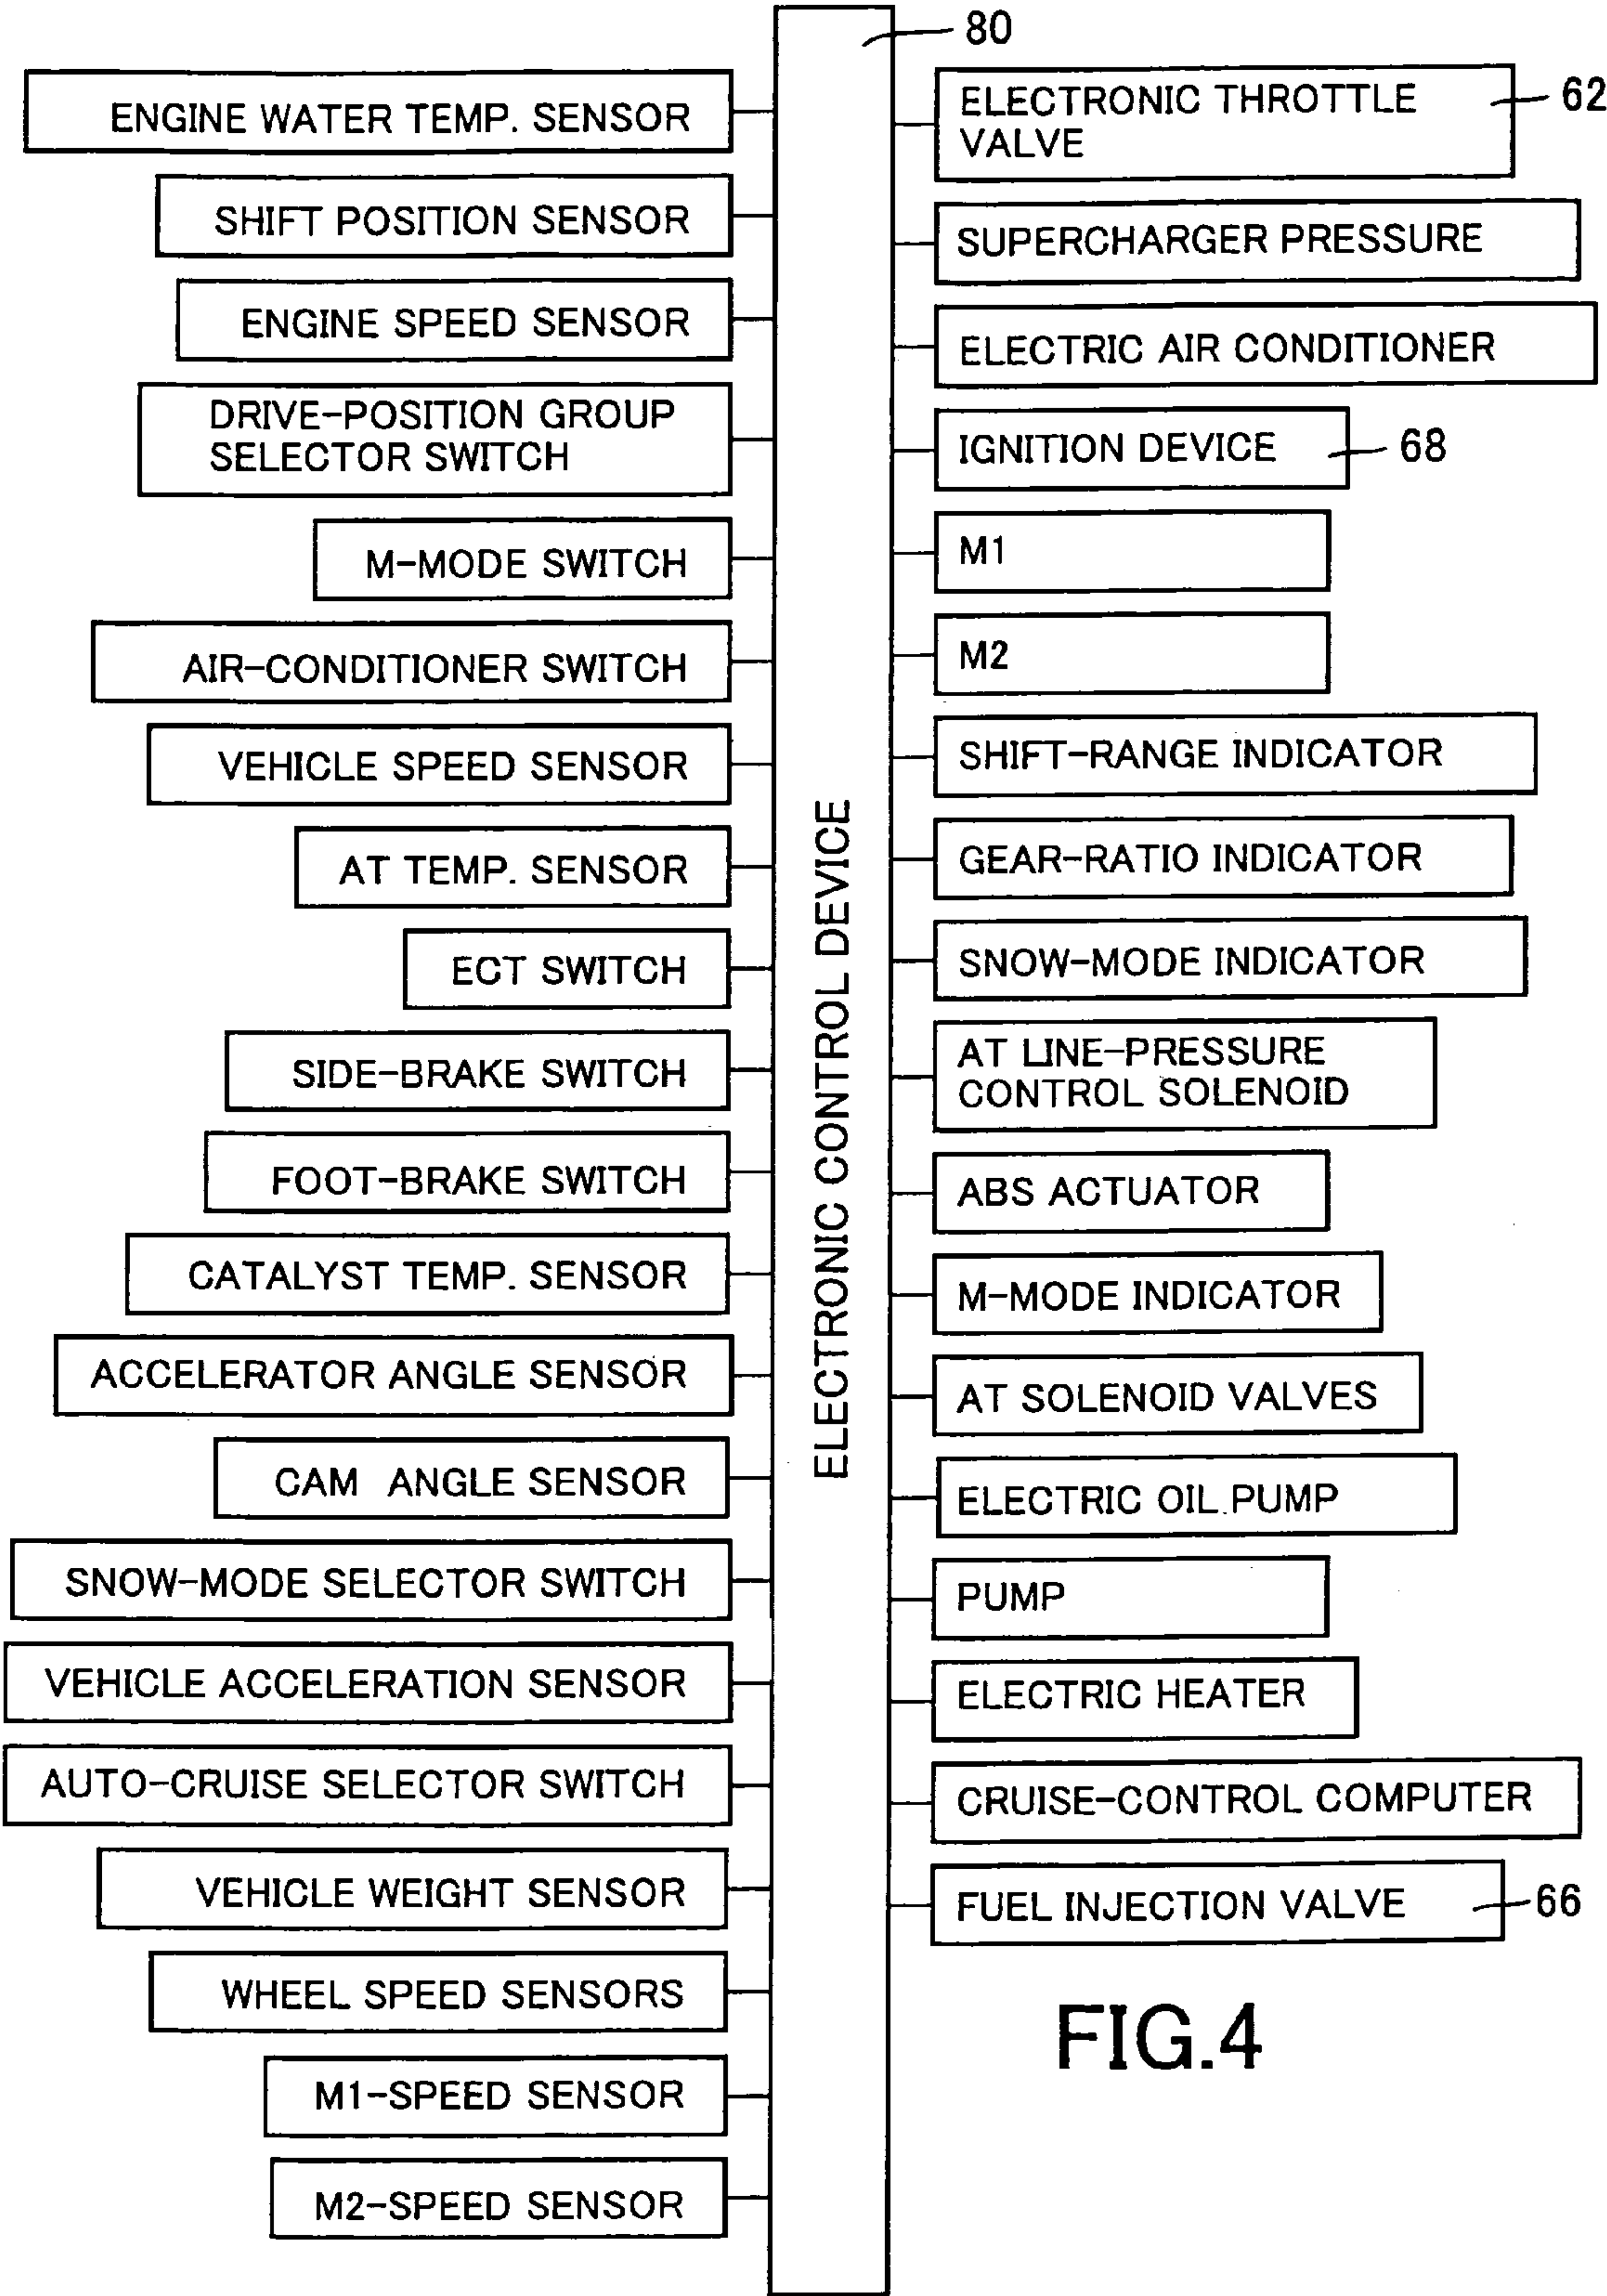 80
ENGINE WATER TEMP. SENSOR
SHIFT POSITION SENSOR
ENGINE SPEED SENSOR
DRIVE-POSITION GROUP
SELECTOR SWITCH
M-MODE SWITCH
AIR-CONDITIONER SWITCH
VEHICLE SPEED SENSOR
AT TEMP. SENSOR
ECT SWITCH
SIDE-BRAKE SWITCH
FOOT-BRAKE SWITCH
CATALYST TEMP. SENSOR
ACCELERATOR ANGLE SENSOR
CAM ANGLE SENSOR
SNOW-MODE SELECTOR SWITCH
VEHICLE ACCELERATION SENSOR
AUTO-CRUISE SELECTOR SWITCH
VEHICLE WEIGHT SENSOR
WHEEL SPEED SENSORS
M1-SPEED SENSOR
M2-SPEED SENSOR
ELECTRONIC CONTROL DEVICE
ELECTRONIC THROTTLE
VALVE
62
SUPERCHARGER PRESSURE
ELECTRIC AIR CONDITIONER
IGNITION DEVICE
68
M1
M2
SHIFT-RANGE INDICATOR
GEAR-RATIO INDICATOR
SNOW-MODE INDICATOR
AT LINE-PRESSURE
CONTROL SOLENOID
ABS ACTUATOR
M-MODE INDICATOR
AT SOLENOID VALVES
ELECTRIC OIL PUMP
PUMP
ELECTRIC HEATER
CRUISE-CONTROL COMPUTER
FUEL INJECTION VALVE
66
FIG.4